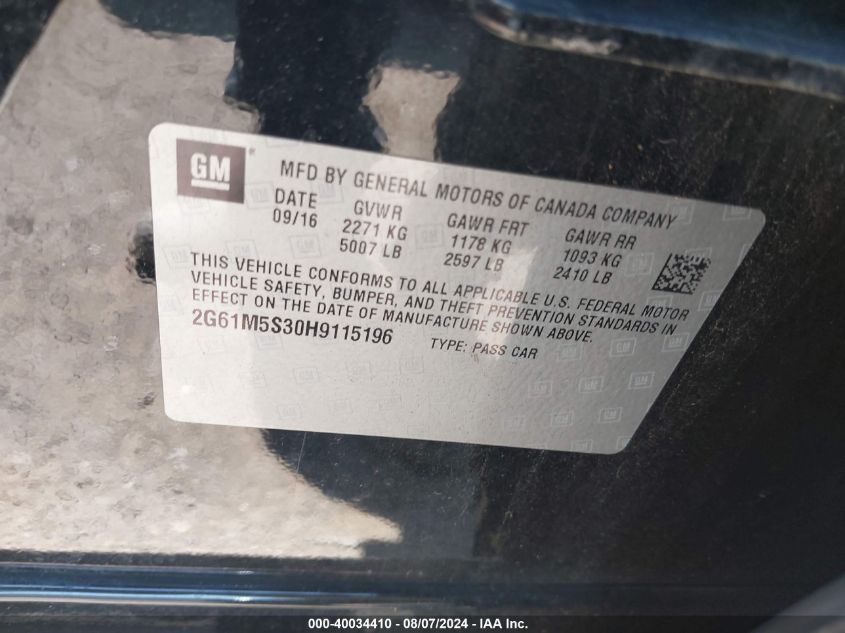 GM ®
MFD BY GENERAL MOTORS OF CANADA COMPANY
DATE GVWR GAWR FRT GAWR RR
09/16 2271 KG 1178 KG 1093 KG
5007 LB 2597 LB 2410 LB
THIS VEHICLE CONFORMS TO ALL APPLICABLE U.S. FEDERAL MOTOR
VEHICLE SAFETY, BUMPER, AND THEFT PREVENTION STANDARDS IN
EFFECT ON THE DATE OF MANUFACTURE SHOWN ABOVE.
2G61M5S30H9115196 TYPE: PASS CAR
000-40034410 - 08/07/2024 - IAA Inc.